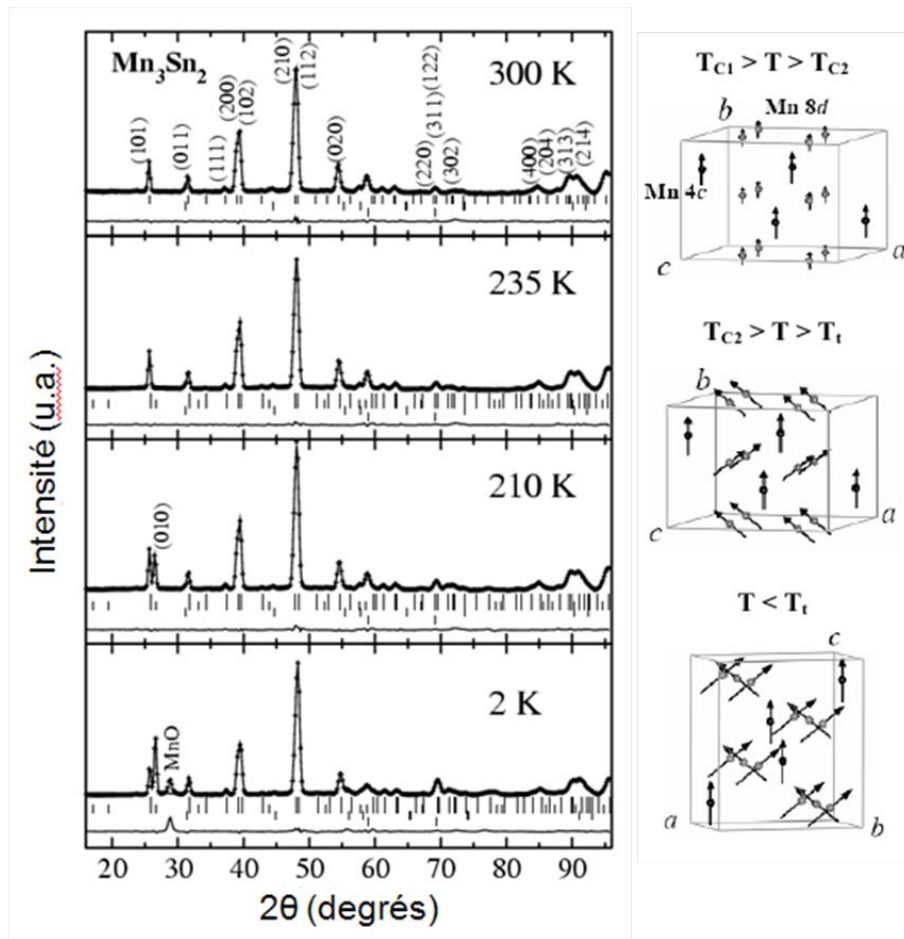 Mn3Sn2
300 K
(101)
(011)
(111)
(200)
(102)
(210)
(112)
(020)
(220)
(311)
(122)
(302)
(400)
(204)
(313)
(214)
235 K
210 K
(010)
2 K
MnO
20 30 40 50 60 70 80 90
2θ (degrés)
Intensité (u.a.)
TC1 > T > TC2
b
Mn 8d
Mn 4c
a
c
TC2 > T > Tt
b
a
c
T < Tt
c
a
b